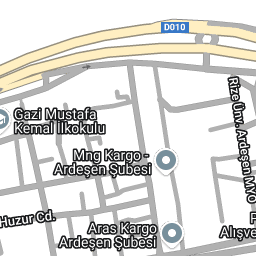 D010
Gazi Mustafa
Kemal İlkokulu
Rize Ünv. Ardeşen MYO
Mng Kargo -
Ardeşen Şubesi
Huzur Cd.
Aras Kargo
Ardeşen Şubesi
F
Alışve